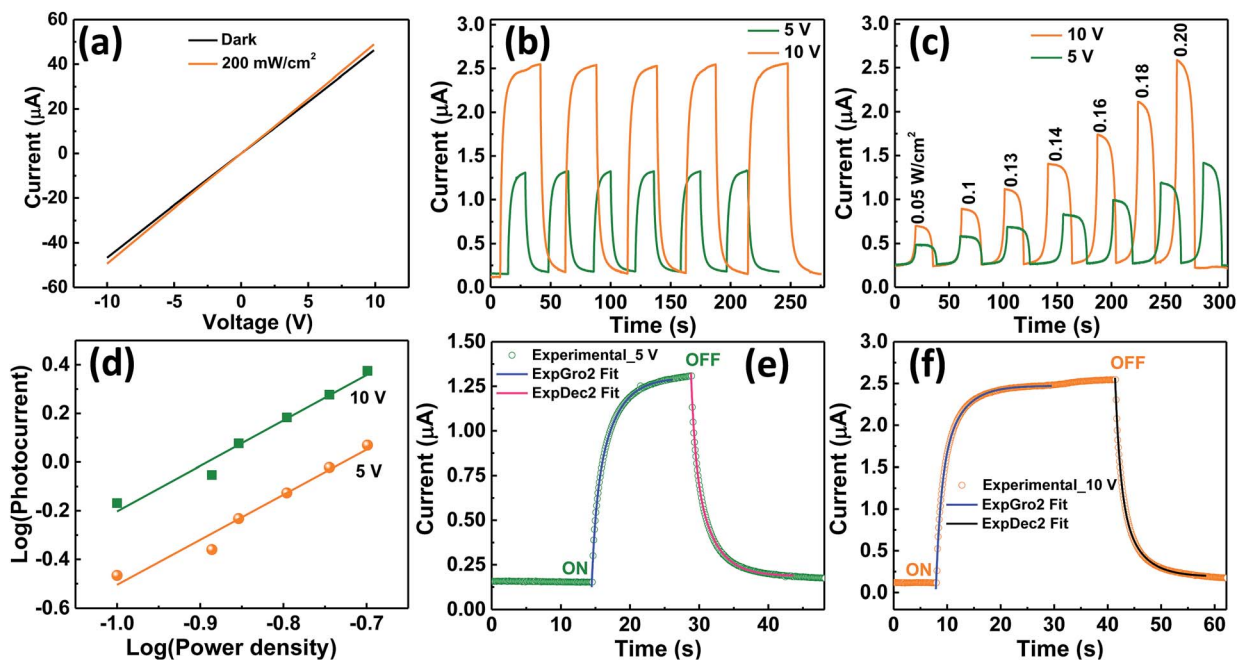 (a)
Dark
200 mW/cm²
Current (μA)
60
40
20
0
-20
-40
-60
-10
-5
0
5
10
Voltage (V)
(b)
5 V
10 V
Current (μA)
3.0
2.5
2.0
1.5
1.0
0.5
0.0
0
50
100
150
200
250
Time (s)
(c)
10 V
5 V
0.05 W/cm²
0.1
0.13
0.14
0.16
0.18
0.20
Current (μA)
3.0
2.5
2.0
1.5
1.0
0.5
0.0
0
50
100
150
200
250
300
Time (s)
(d)
10 V
5 V
Log(Photocurrent)
0.4
0.2
0.0
-0.2
-0.4
-0.6
-1.0
-0.9
-0.8
-0.7
Log(Power density)
(e)
Experimental_5 V
ExpGro2 Fit
ExpDec2 Fit
OFF
ON
Current (μA)
1.50
1.25
1.00
0.75
0.50
0.25
0.00
0
10
20
30
40
Time (s)
(f)
OFF
Experimental_10 V
ExpGro2 Fit
ExpDec2 Fit
ON
Current (μA)
3.0
2.5
2.0
1.5
1.0
0.5
0.0
0
10
20
30
40
50
60
Time (s)